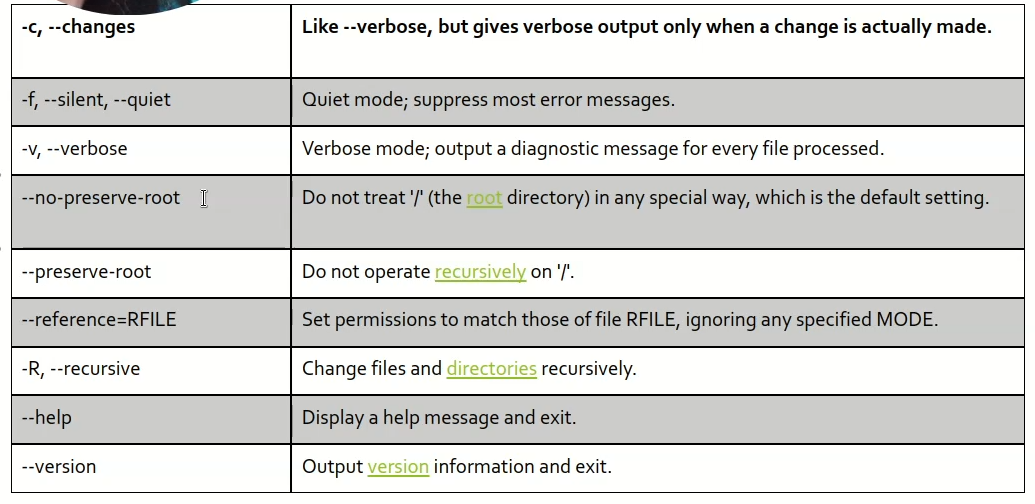 -c, --changes Like --verbose, but gives verbose output only when a change is actually made.
-f, --silent, --quiet Quiet mode; suppress most error messages.
-v, --verbose Verbose mode; output a diagnostic message for every file processed.
--no-preserve-root Do not treat '/' (the root directory) in any special way, which is the default setting.
--preserve-root Do not operate recursively on '/'.
--reference=RFILE Set permissions to match those of file RFILE, ignoring any specified MODE.
-R, --recursive Change files and directories recursively.
--help Display a help message and exit.
--version Output version information and exit.